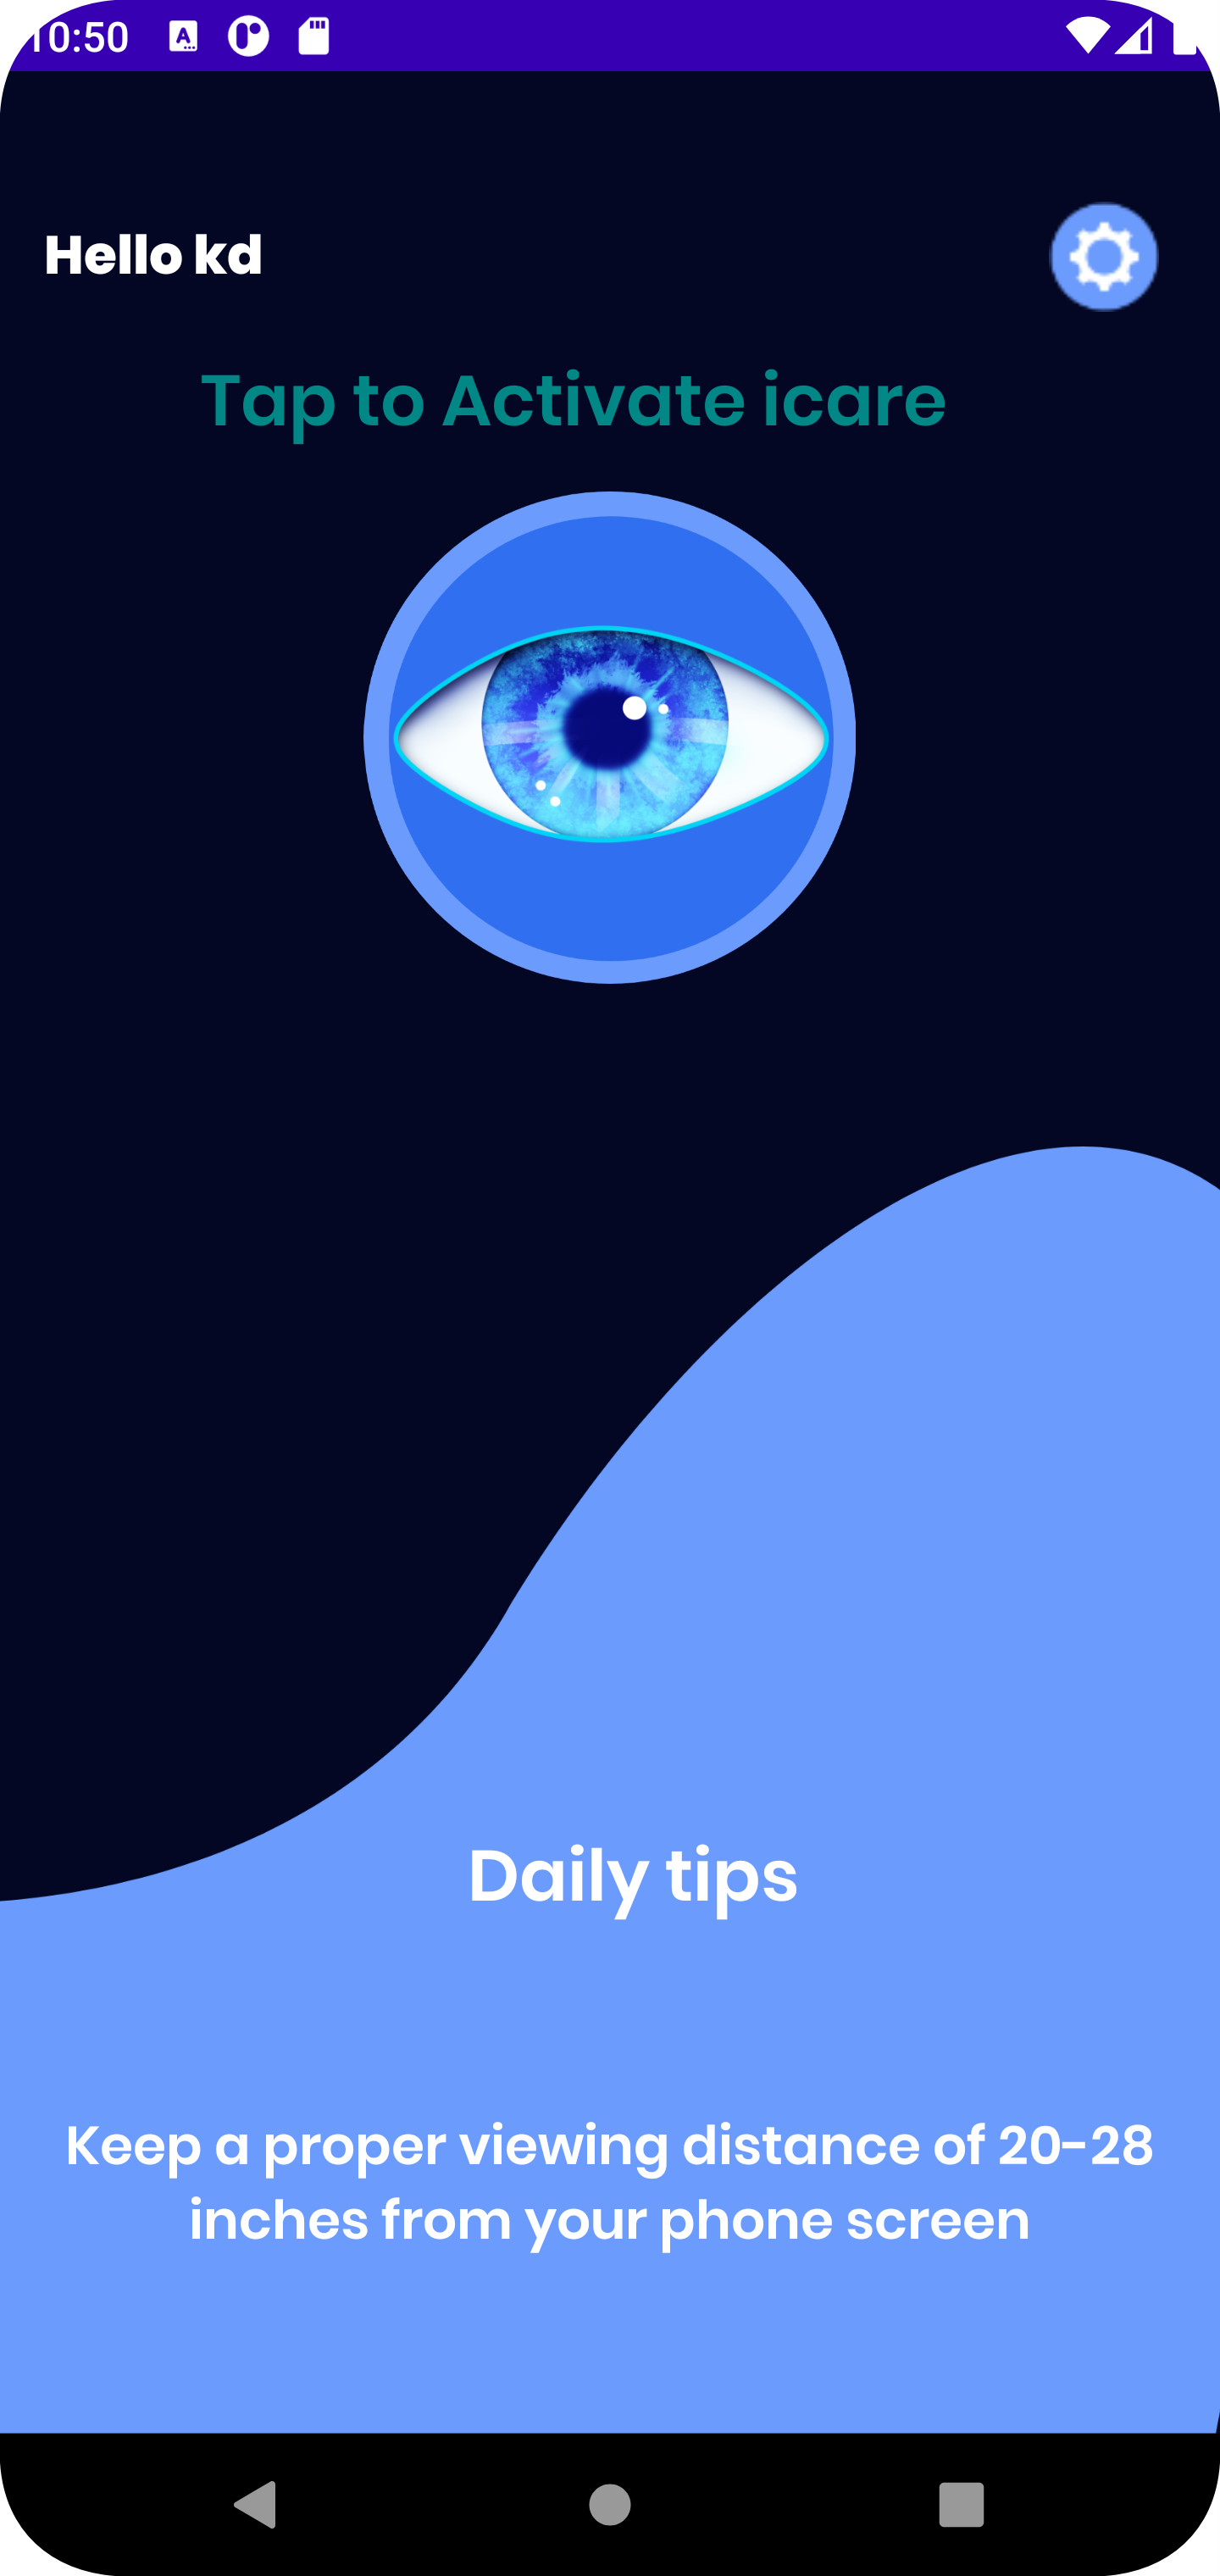 10:50
Hello kd
Tap to Activate icare
Daily tips
Keep a proper viewing distance of 20-28
inches from your phone screen